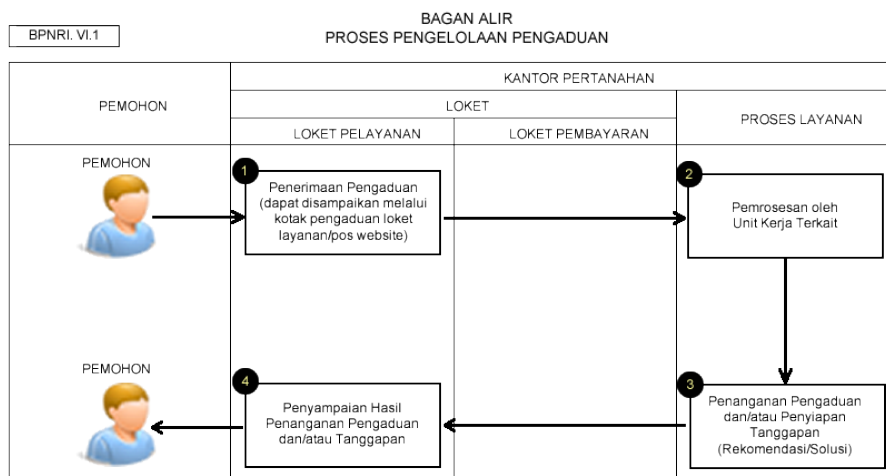 BAGAN ALIR
PROSES PENGELOLAAN PENGADUAN
BPNRI. VI.1
PEMOHON
KANTOR PERTANAHAN
LOKET
LOKET PELAYANAN
LOKET PEMBAYARAN
PROSES LAYANAN
PEMOHON
1
Penerimaan Pengaduan
(dapat disampaikan melalui
kotak pengaduan loket
layanan/pos website)
2
Pemrosesan oleh
Unit Kerja Terkait
3
Penanganan Pengaduan
dan/atau Penyiapan
Tanggapan
(Rekomendasi/Solusi)
4
Penyampaian Hasil
Penanganan Pengaduan
dan/atau Tanggapan
PEMOHON